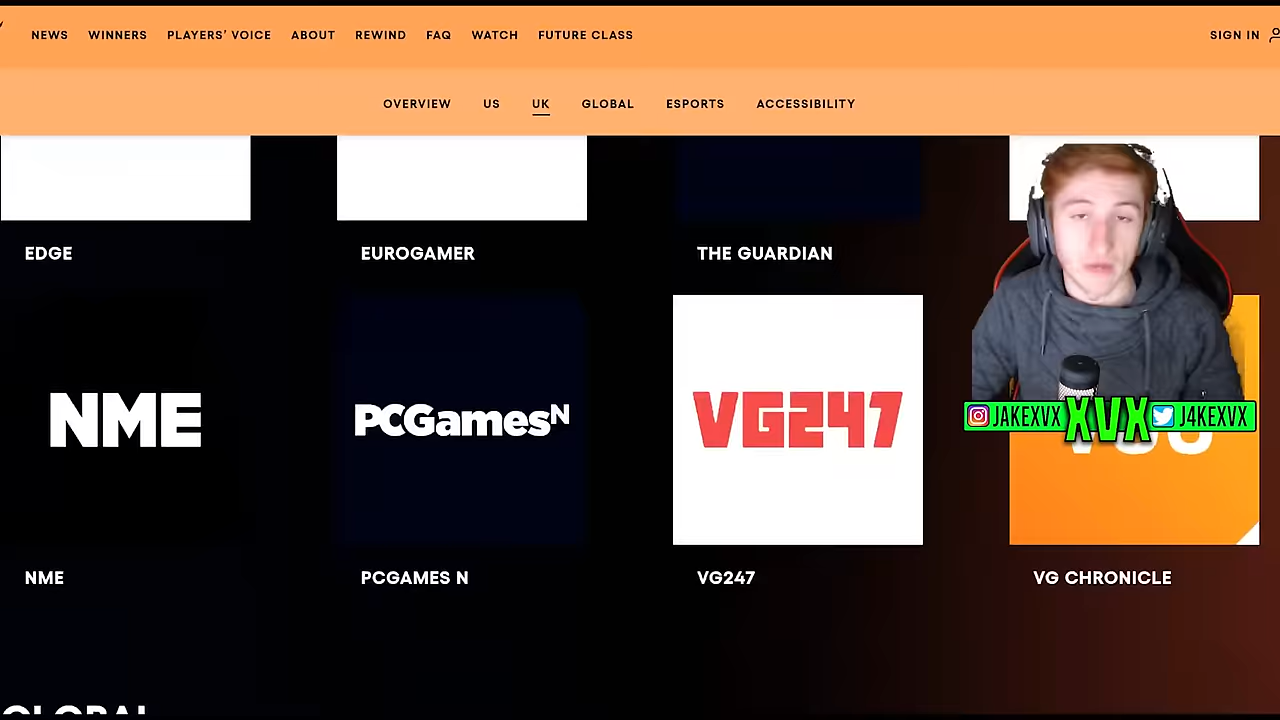 NEWS WINNERS PLAYERS' VOICE ABOUT REWIND FAQ WATCH FUTURE CLASS SIGN IN
OVERVIEW US UK GLOBAL ESPORTS ACCESSIBILITY
EDGE EUROGAMER THE GUARDIAN
NME PCGamesN VG247
JAKEXVX XVX J4KEXVX
NME PCGAMES N VG247 VG CHRONICLE
GLOBAL